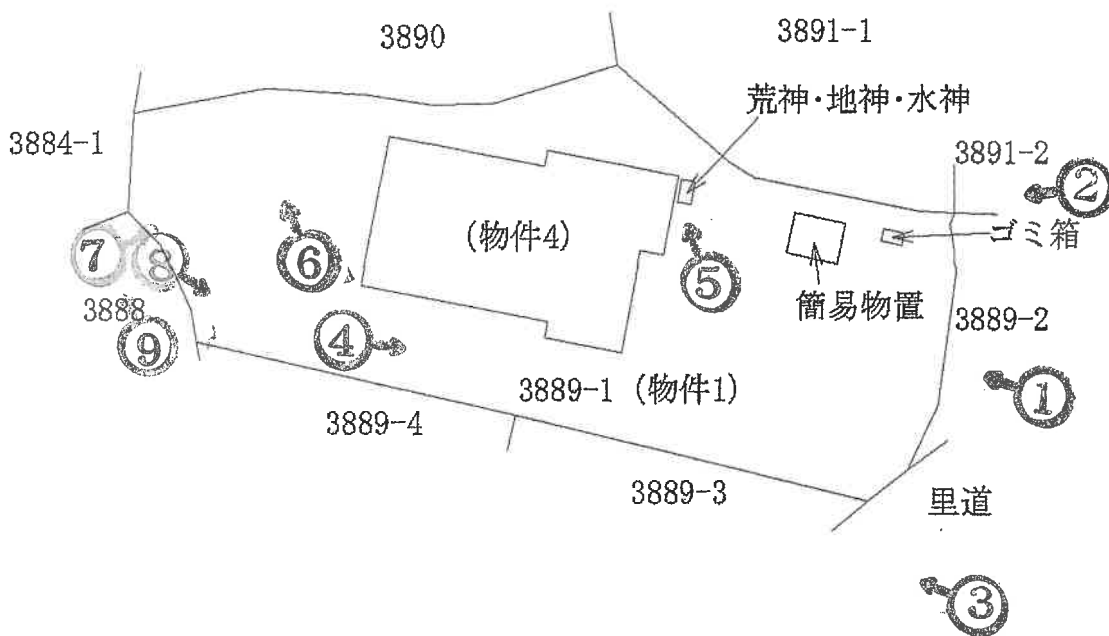 3890
3891-1
荒神・地神・水神
3884-1
3891-2
②
(物件4)
ゴミ箱
⑦
⑧
⑥
⑤
簡易物置
3888
3889-2
⑨
④
3889-1 (物件1)
①
3889-4
3889-3
里道
③